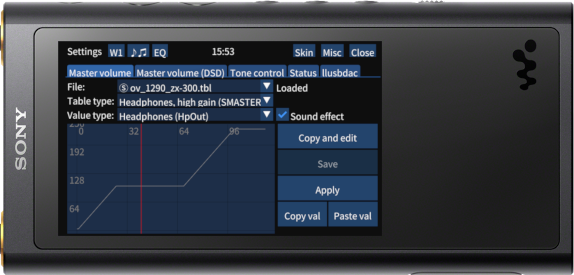 SONY
Settings W1 ♪♫ EQ 15:53 Skin Misc Close
Master volume Master volume (DSD) Tone control Status llusbdac
File: Ⓢ ov_1290_zx-300.tbl Loaded
Table type: Headphones, high gain (SMASTER
Value type: Headphones (HpOut) Sound effect
0 32 64 96
192
128
64
Copy and edit
Save
Apply
Copy val Paste val